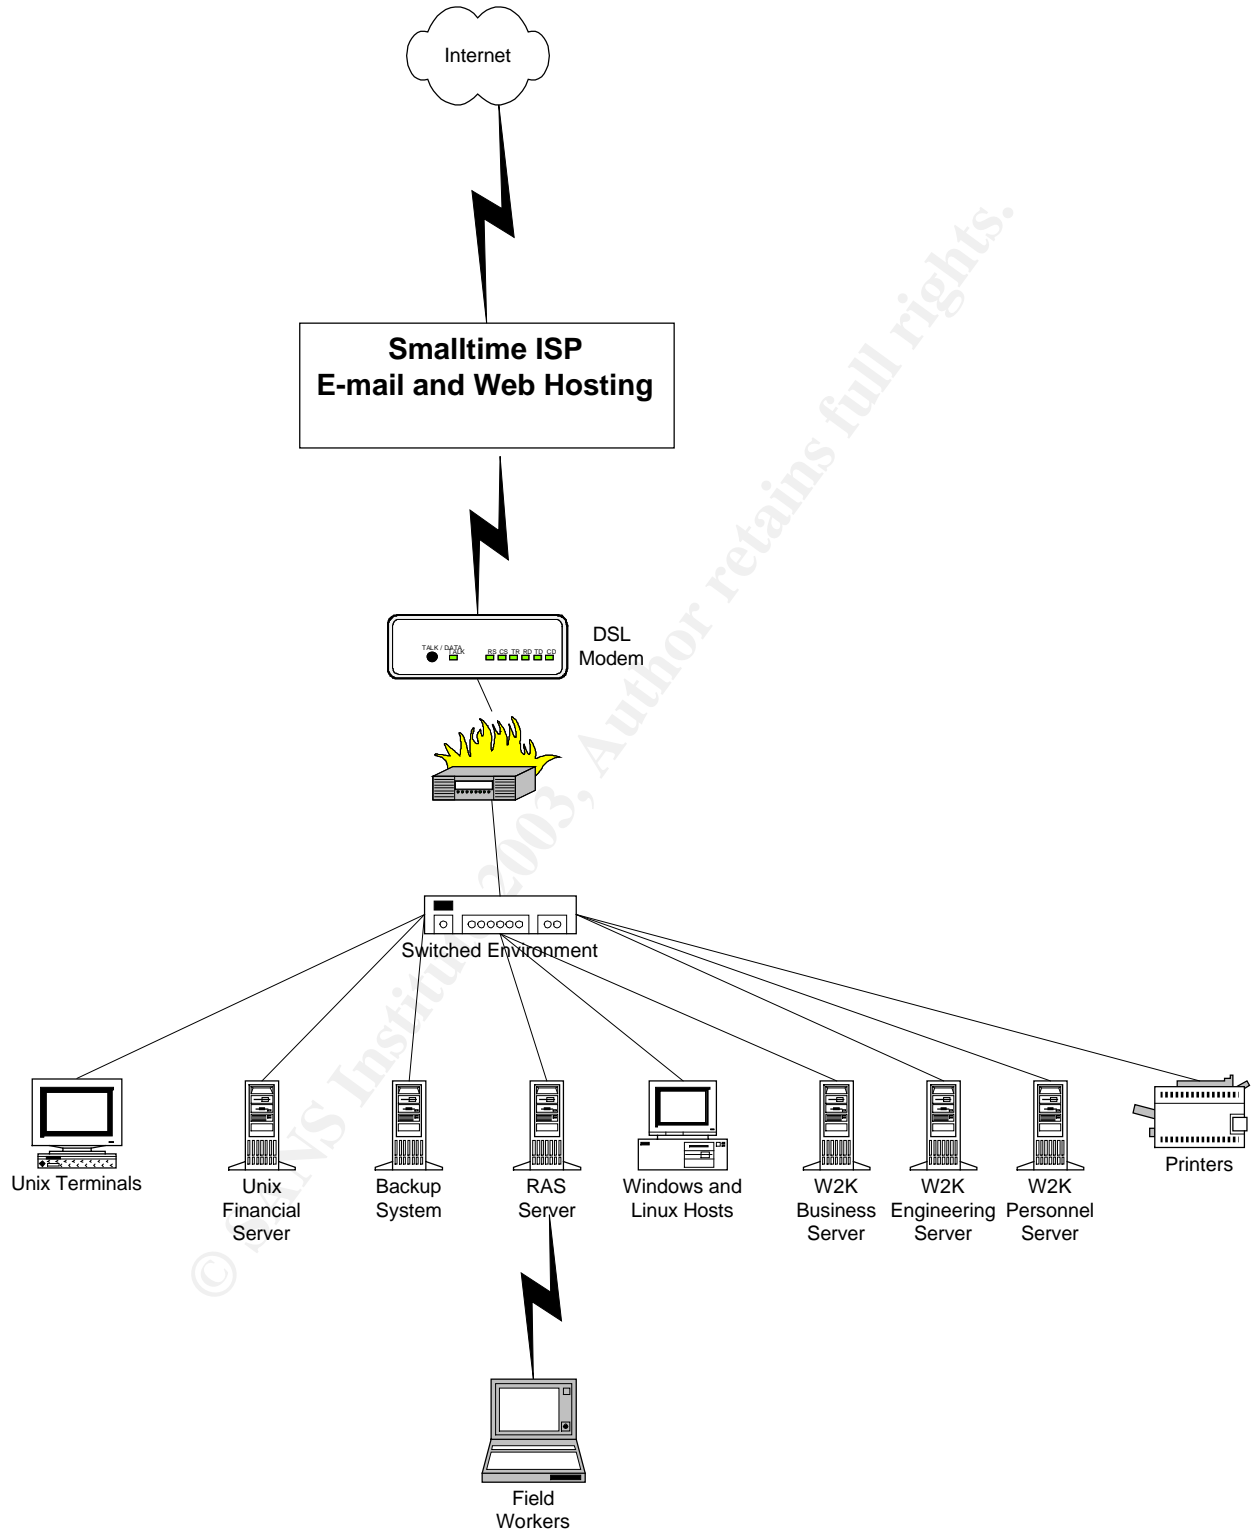 Internet
Smalltime ISP
E-mail and Web Hosting
TALK / DATA
TALK
RS CS TR RD TD CD
DSL
Modem
Switched Environment
Unix Terminals
Unix
Financial
Server
Backup
System
RAS
Server
Windows and
Linux Hosts
W2K
Business
Server
W2K
Engineering
Server
W2K
Personnel
Server
Printers
Field
Workers
© SANS Institute 2003, Author retains full rights.